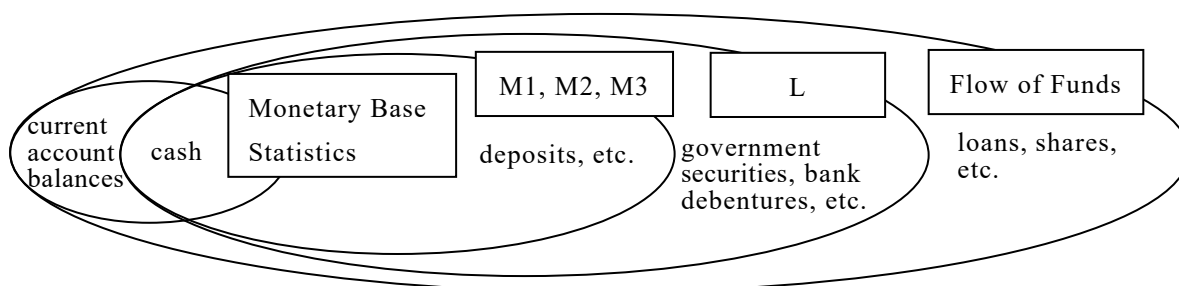 current
account
balances
cash
Monetary Base
Statistics
M1, M2, M3
deposits, etc.
L
government
securities, bank
debentures, etc.
Flow of Funds
loans, shares,
etc.